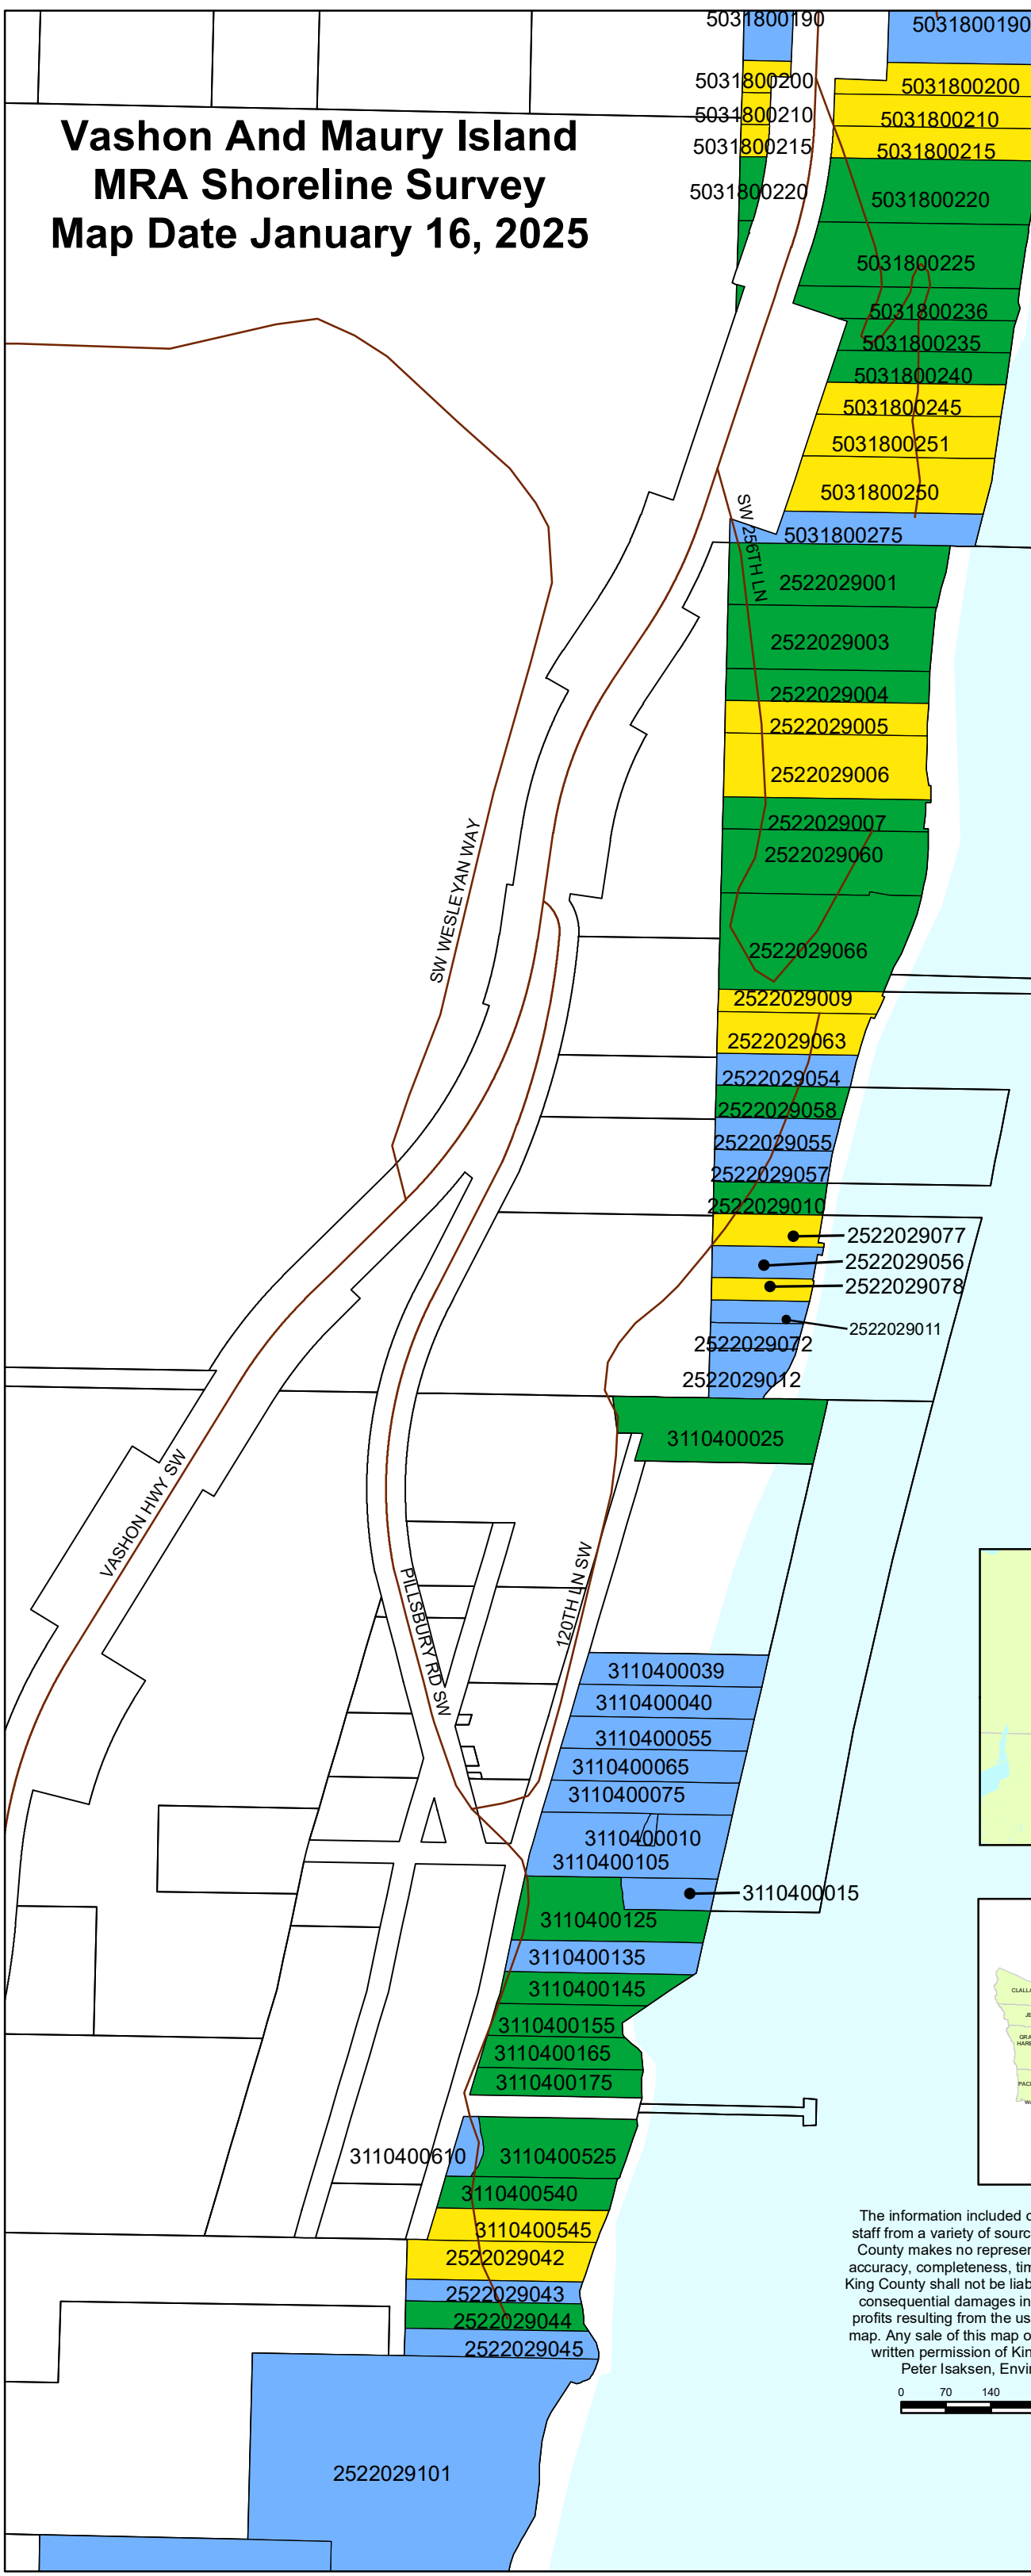 5031800190
5031800190
5031800200
5031800200
5031800210
5031800210
5031800215
5031800215
5031800220
5031800220
Vashon And Maury Island
MRA Shoreline Survey
Map Date January 16, 2025
5031800225
5031800236
5031800235
5031800240
5031800245
5031800251
5031800250
5031800275
SW 256TH LN
2522029001
2522029003
2522029004
2522029005
2522029006
2522029007
2522029060
SW WESLEYAN WAY
2522029066
2522029009
2522029063
2522029054
2522029058
2522029055
2522029057
2522029010
2522029077
2522029056
2522029078
2522029011
2522029072
2522029012
3110400025
VASHON HWY SW
PILLSBURY RD SW
120TH LN SW
3110400039
3110400040
3110400055
3110400065
3110400075
3110400010
3110400105
3110400015
3110400125
3110400135
3110400145
3110400155
3110400165
3110400175
3110400610
3110400525
3110400540
3110400545
2522029042
2522029043
2522029044
2522029045
2522029101
CLALL
GRA
HAR
PAC
The information included
staff from a variety of sourc
County makes no represen
accuracy, completeness, tim
King County shall not be liab
consequential damages in
profits resulting from the us
map. Any sale of this map o
written permission of Kin
Peter Isaksen, Envi
0 70 140